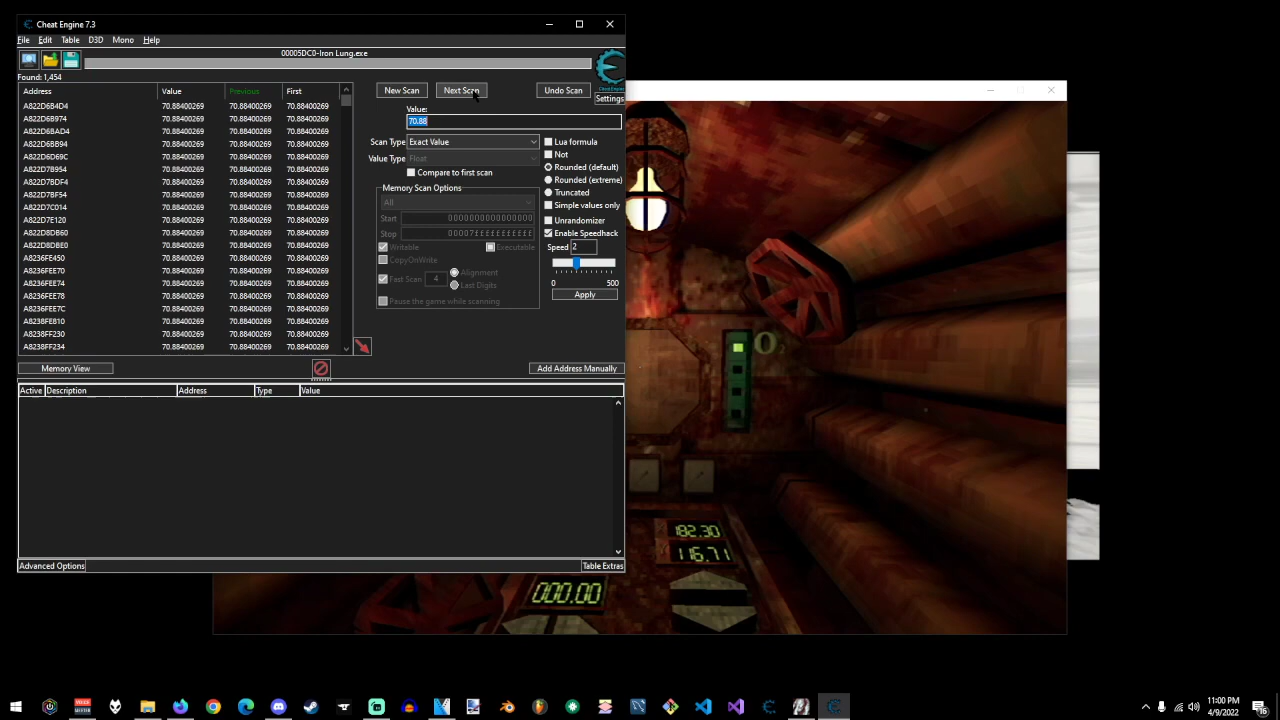 Cheat Engine 7.3
File Edit Table D3D Mono Help
00005DC0-Iron Lung.exe
Found: 1,454
Address Value Previous First
A822D6B4D4 70.88400269 70.88400269 70.88400269
A822D6B974 70.88400269 70.88400269 70.88400269
A822D6BAD4 70.88400269 70.88400269 70.88400269
A822D6BB94 70.88400269 70.88400269 70.88400269
A822D6D69C 70.88400269 70.88400269 70.88400269
A822D7B954 70.88400269 70.88400269 70.88400269
A822D7BDF4 70.88400269 70.88400269 70.88400269
A822D7BF54 70.88400269 70.88400269 70.88400269
A822D7C014 70.88400269 70.88400269 70.88400269
A822D7E120 70.88400269 70.88400269 70.88400269
A822D8DB60 70.88400269 70.88400269 70.88400269
A822D8DBE0 70.88400269 70.88400269 70.88400269
A8236FE450 70.88400269 70.88400269 70.88400269
A8236FEE70 70.88400269 70.88400269 70.88400269
A8236FEE74 70.88400269 70.88400269 70.88400269
A8236FEE78 70.88400269 70.88400269 70.88400269
A8236FEE7C 70.88400269 70.88400269 70.88400269
A8238FE810 70.88400269 70.88400269 70.88400269
A8238FF230 70.88400269 70.88400269 70.88400269
A8238FF234 70.88400269 70.88400269 70.88400269
New Scan Next Scan Undo Scan
Cheat Engine
Settings
Value:
70.88
Scan Type Exact Value
Value Type Float
Compare to first scan
Lua formula
Not
Rounded (default)
Rounded (extreme)
Truncated
Simple values only
Unrandomizer
Enable Speedhack
Speed 2
0 500
Apply
Memory Scan Options
All
Start 0000000000000000
Stop 00007fffffffffff
Writable Executable
CopyOnWrite
Fast Scan 4 Alignment
Last Digits
Pause the game while scanning
Memory View Add Address Manually
Active Description Address Type Value
Advanced Options Table Extras
O2
182.30
116.71
000.00
11:00 PM
4/9/2022